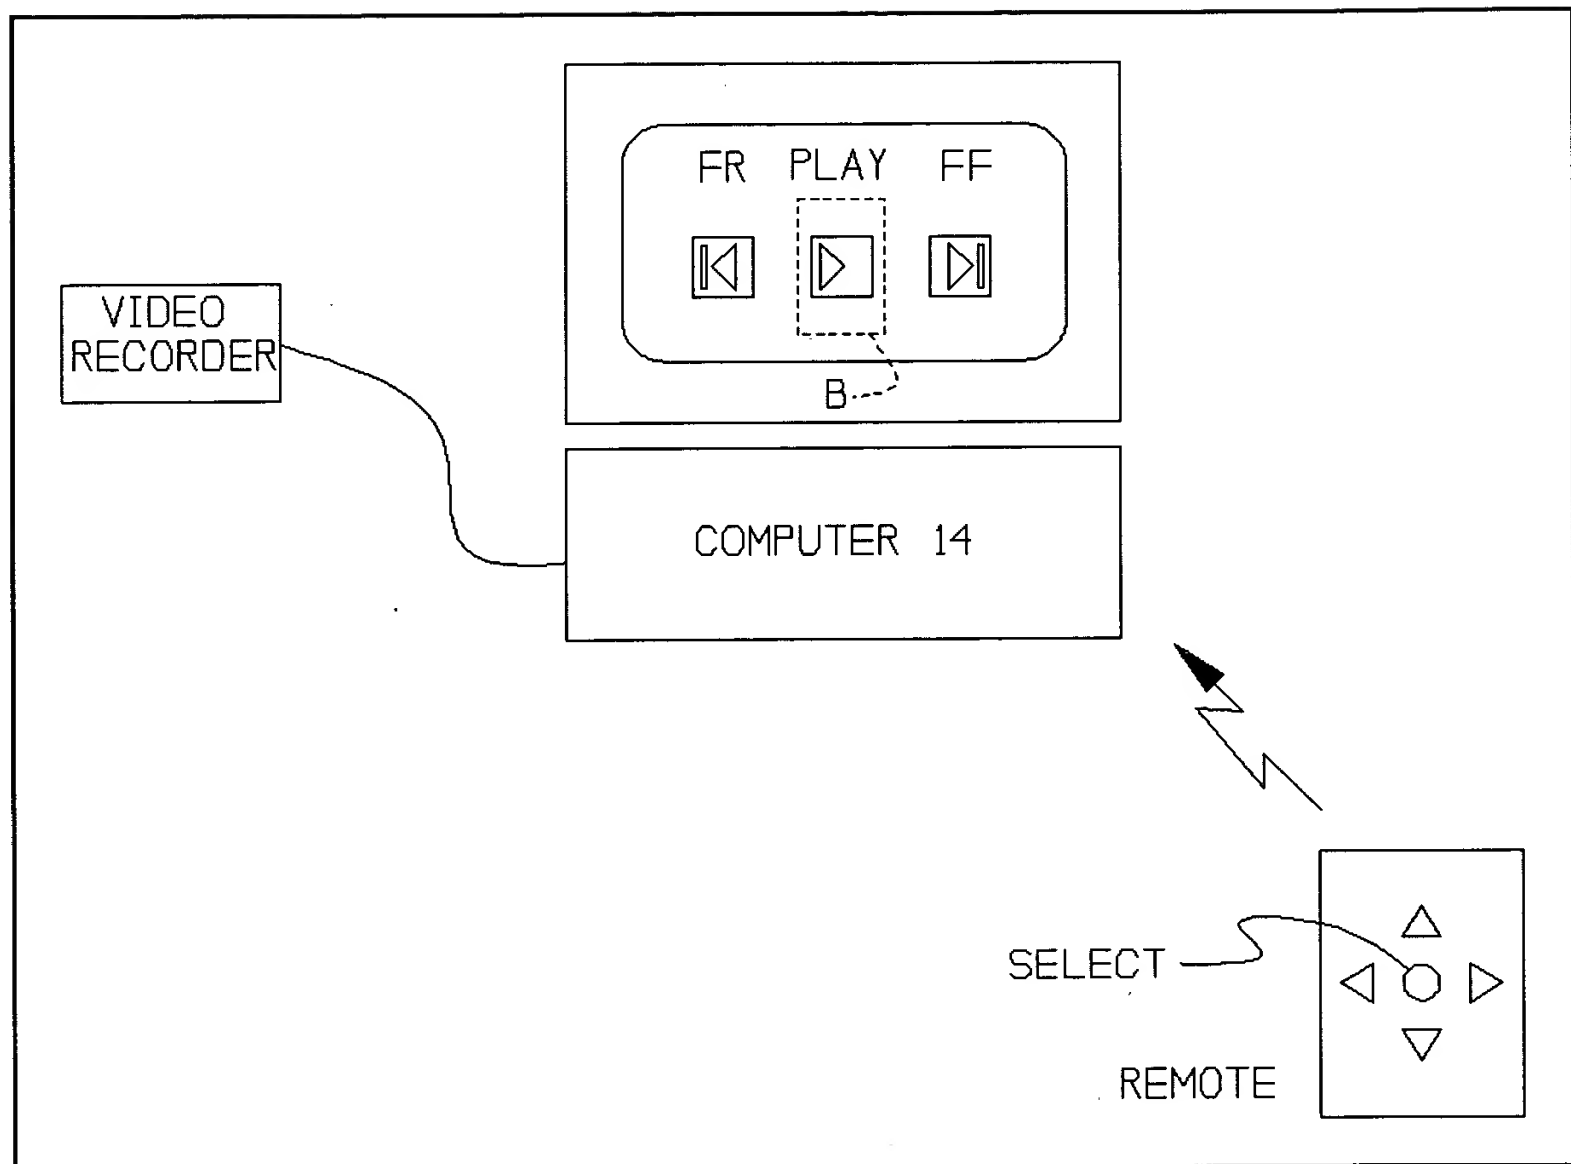 FR PLAY FF
B
VIDEO
RECORDER
COMPUTER 14
SELECT
REMOTE